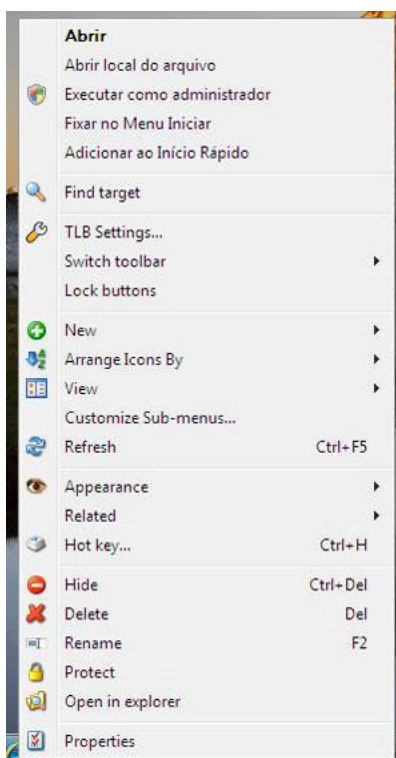 Abrir
Abrir local do arquivo
Executar como administrador
Fixar no Menu Iniciar
Adicionar ao Início Rápido
Find target
TLB Settings...
Switch toolbar
Lock buttons
New
Arrange Icons By
View
Customize Sub-menus...
Refresh Ctrl+F5
Appearance
Related
Hot key... Ctrl+H
Hide Ctrl+Del
Delete Del
Rename F2
Protect
Open in explorer
Properties